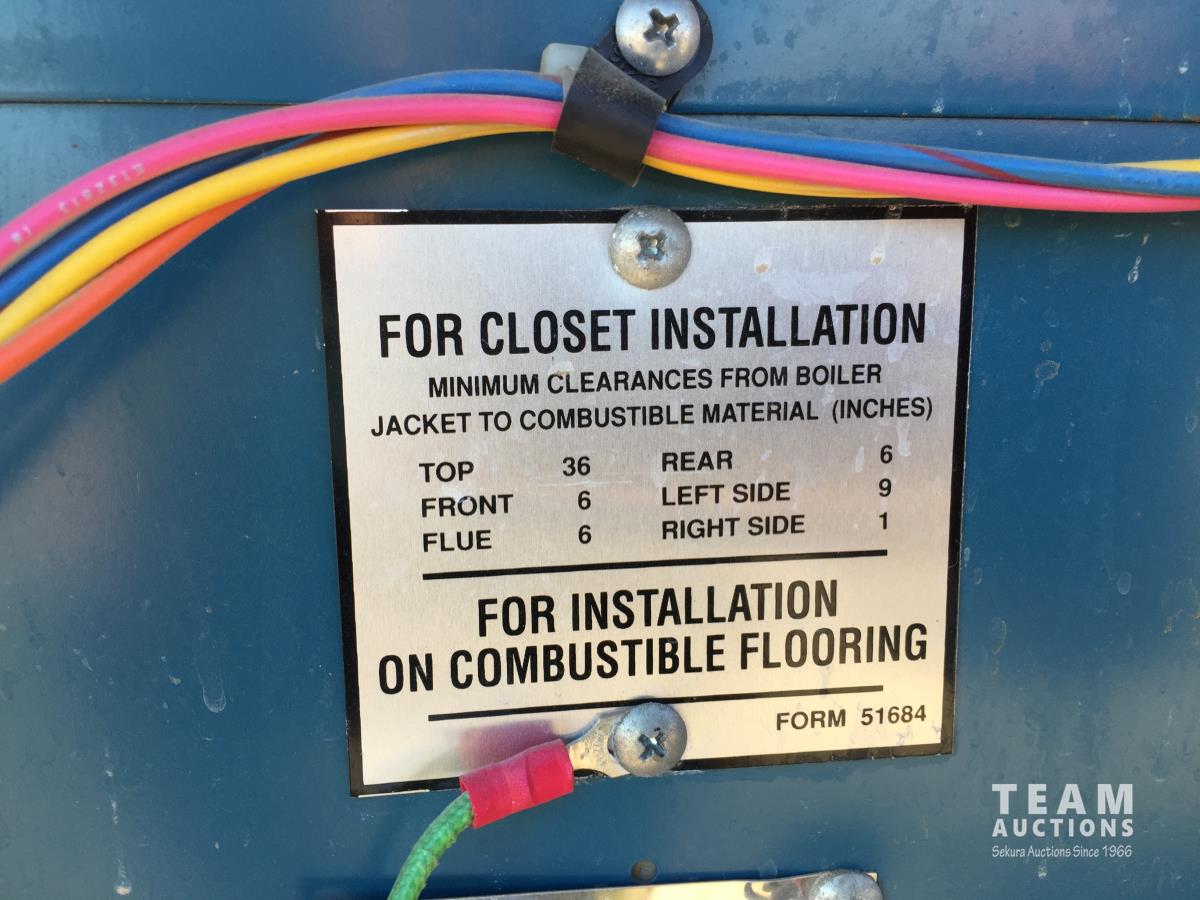 FOR CLOSET INSTALLATION
MINIMUM CLEARANCES FROM BOILER
JACKET TO COMBUSTIBLE MATERIAL (INCHES)
TOP 36 REAR 6
FRONT 6 LEFT SIDE 9
FLUE 6 RIGHT SIDE 1
FOR INSTALLATION
ON COMBUSTIBLE FLOORING
FORM 51684
TEAM
AUCTIONS
Sekura Auctions Since 1966